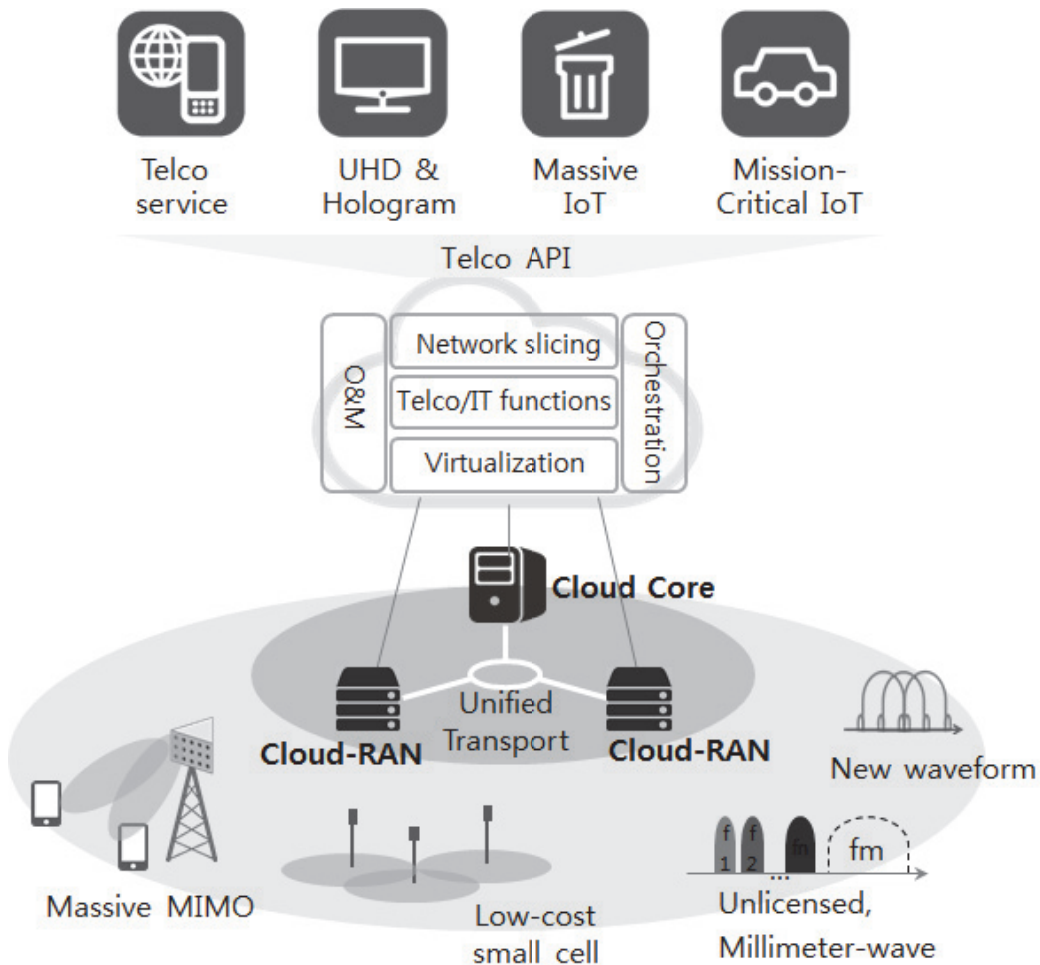 Telco
service
UHD &
Hologram
Massive
IoT
Mission-
Critical IoT
Telco API
O&M
Network slicing
Telco/IT functions
Virtualization
Orchestration
Cloud Core
Unified
Transport
Cloud-RAN
Cloud-RAN
New waveform
Massive MIMO
Low-cost
small cell
f
1
f
2
...
fn
fm
Unlicensed,
Millimeter-wave